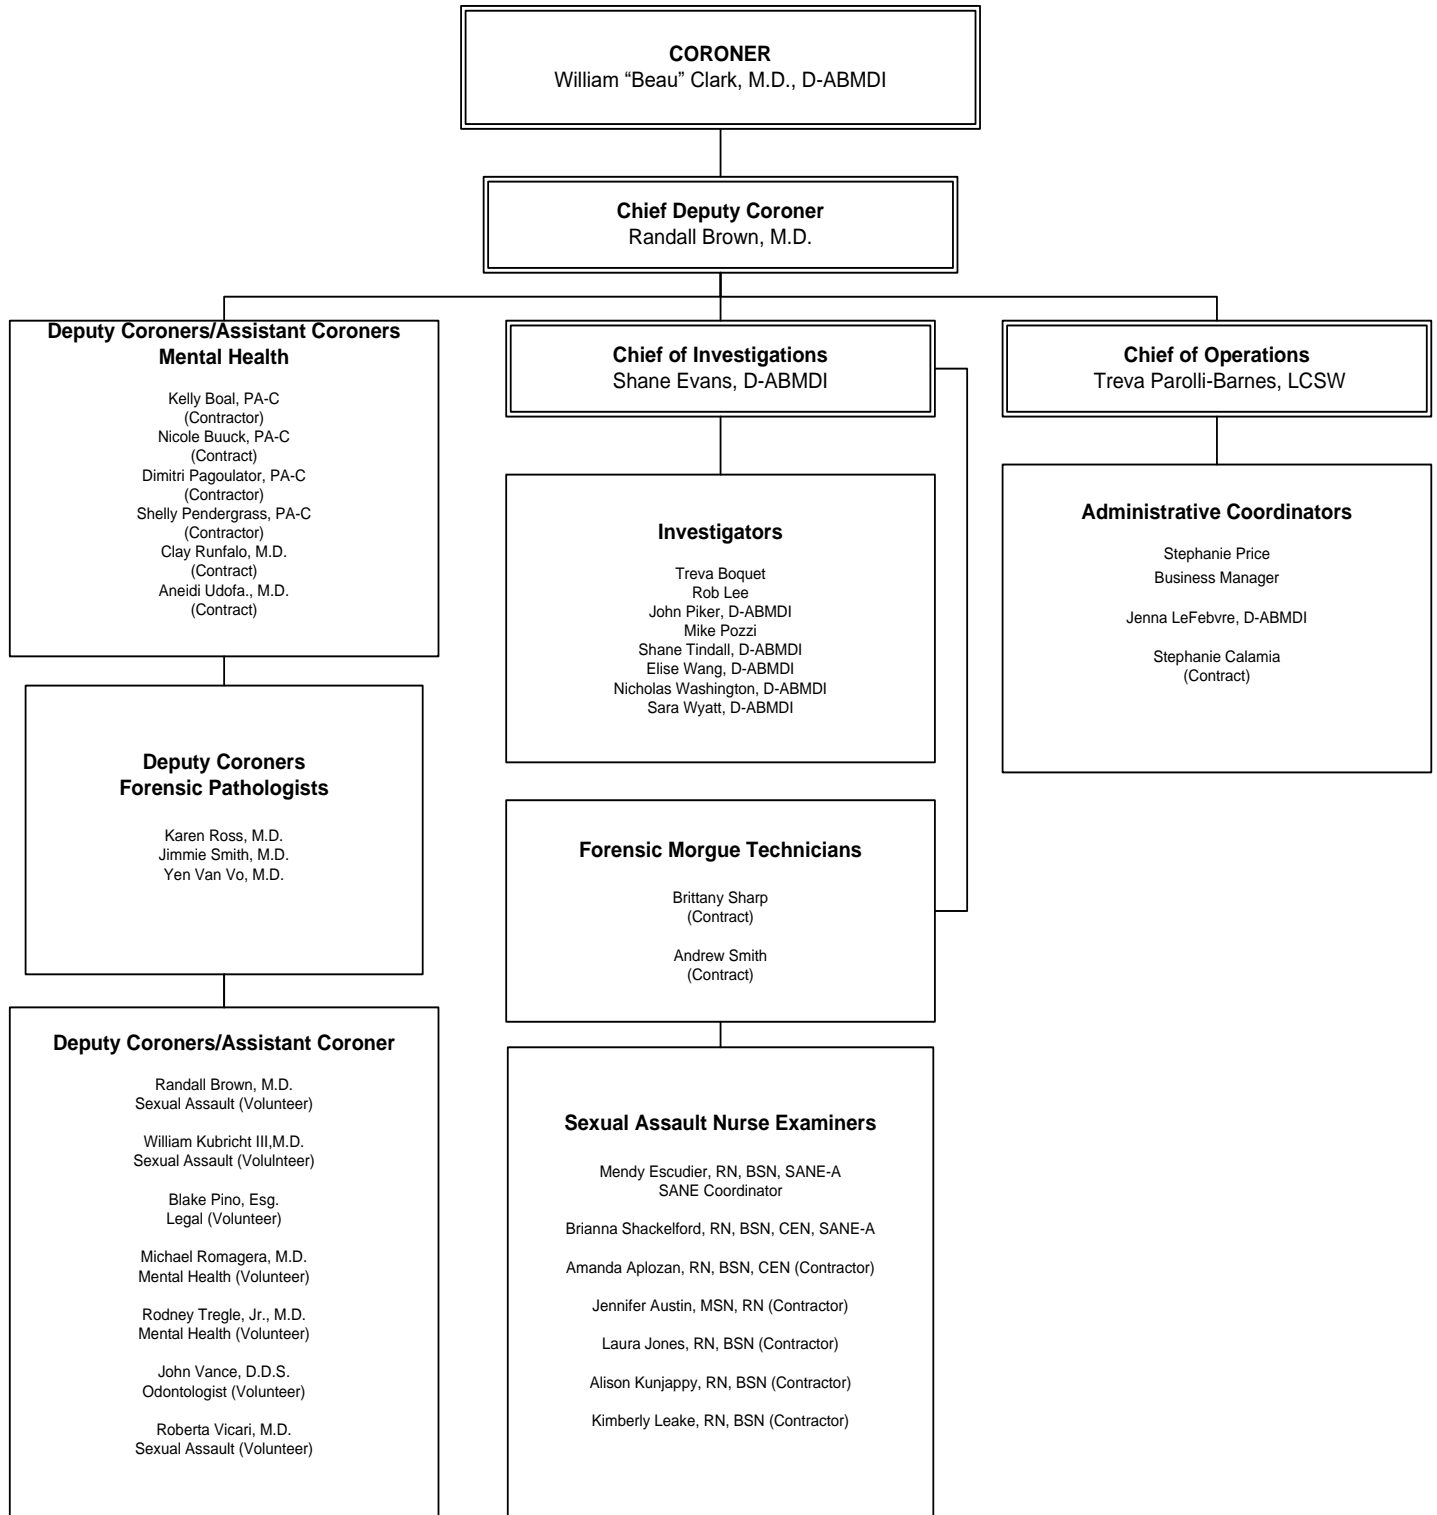 CORONER
William “Beau” Clark, M.D., D-ABMDI
Chief Deputy Coroner
Randall Brown, M.D.
Deputy Coroners/Assistant Coroners
Mental Health
Kelly Boal, PA-C
(Contractor)
Nicole Buuck, PA-C
(Contract)
Dimitri Pagoulator, PA-C
(Contractor)
Shelly Pendergrass, PA-C
(Contractor)
Clay Runfalo, M.D.
(Contract)
Aneidi Udofa., M.D.
(Contract)
Deputy Coroners
Forensic Pathologists
Karen Ross, M.D.
Jimmie Smith, M.D.
Yen Van Vo, M.D.
Deputy Coroners/Assistant Coroner
Randall Brown, M.D.
Sexual Assault (Volunteer)
William Kubricht III,M.D.
Sexual Assault (Volulnteer)
Blake Pino, Esg.
Legal (Volunteer)
Michael Romagera, M.D.
Mental Health (Volunteer)
Rodney Tregle, Jr., M.D.
Mental Health (Volunteer)
John Vance, D.D.S.
Odontologist (Volunteer)
Roberta Vicari, M.D.
Sexual Assault (Volunteer)
Chief of Investigations
Shane Evans, D-ABMDI
Investigators
Treva Boquet
Rob Lee
John Piker, D-ABMDI
Mike Pozzi
Shane Tindall, D-ABMDI
Elise Wang, D-ABMDI
Nicholas Washington, D-ABMDI
Sara Wyatt, D-ABMDI
Forensic Morgue Technicians
Brittany Sharp
(Contract)
Andrew Smith
(Contract)
Sexual Assault Nurse Examiners
Mendy Escudier, RN, BSN, SANE-A
SANE Coordinator
Brianna Shackelford, RN, BSN, CEN, SANE-A
Amanda Aplozan, RN, BSN, CEN (Contractor)
Jennifer Austin, MSN, RN (Contractor)
Laura Jones, RN, BSN (Contractor)
Alison Kunjappy, RN, BSN (Contractor)
Kimberly Leake, RN, BSN (Contractor)
Chief of Operations
Treva Parolli-Barnes, LCSW
Administrative Coordinators
Stephanie Price
Business Manager
Jenna LeFebvre, D-ABMDI
Stephanie Calamia
(Contract)